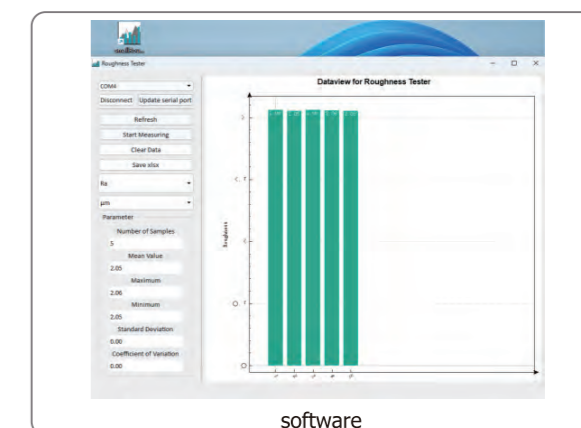 Roughness Tester
COM4
Disconnect
Update serial port
Refresh
Start Measuring
Clear Data
Save xlsx
Ra
µm
Parameter
Number of Samples
5
Mean Value
2.05
Maximum
2.06
Minimum
2.05
Standard Deviation
0.00
Coefficient of Variation
0.00
Dataview for Roughness Tester
Roughness
software